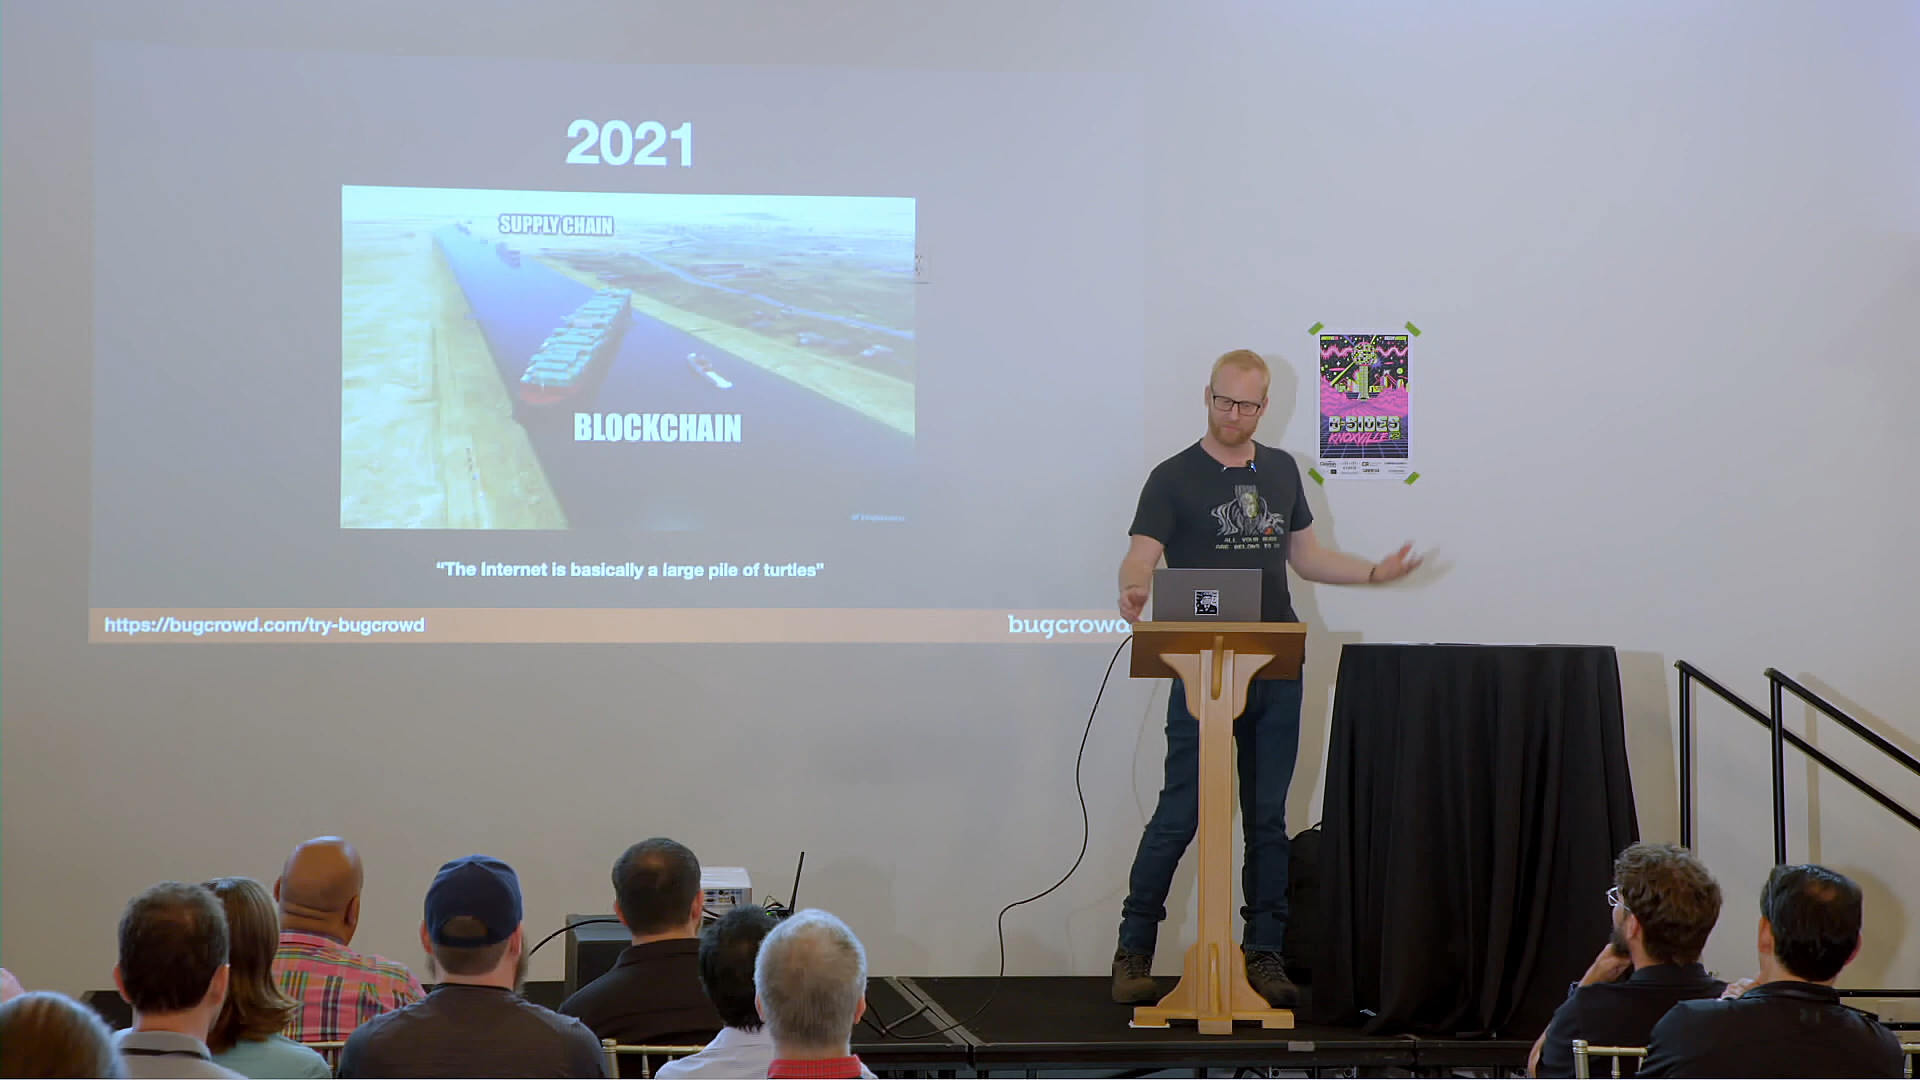 2021
SUPPLY CHAIN
BLOCKCHAIN
“The Internet is basically a large pile of turtles”
https://bugcrowd.com/try-bugcrowd
bugcrowd
B-SIDES
KNOXVILLE
ALL YOUR BUGS
ARE BELONG TO US